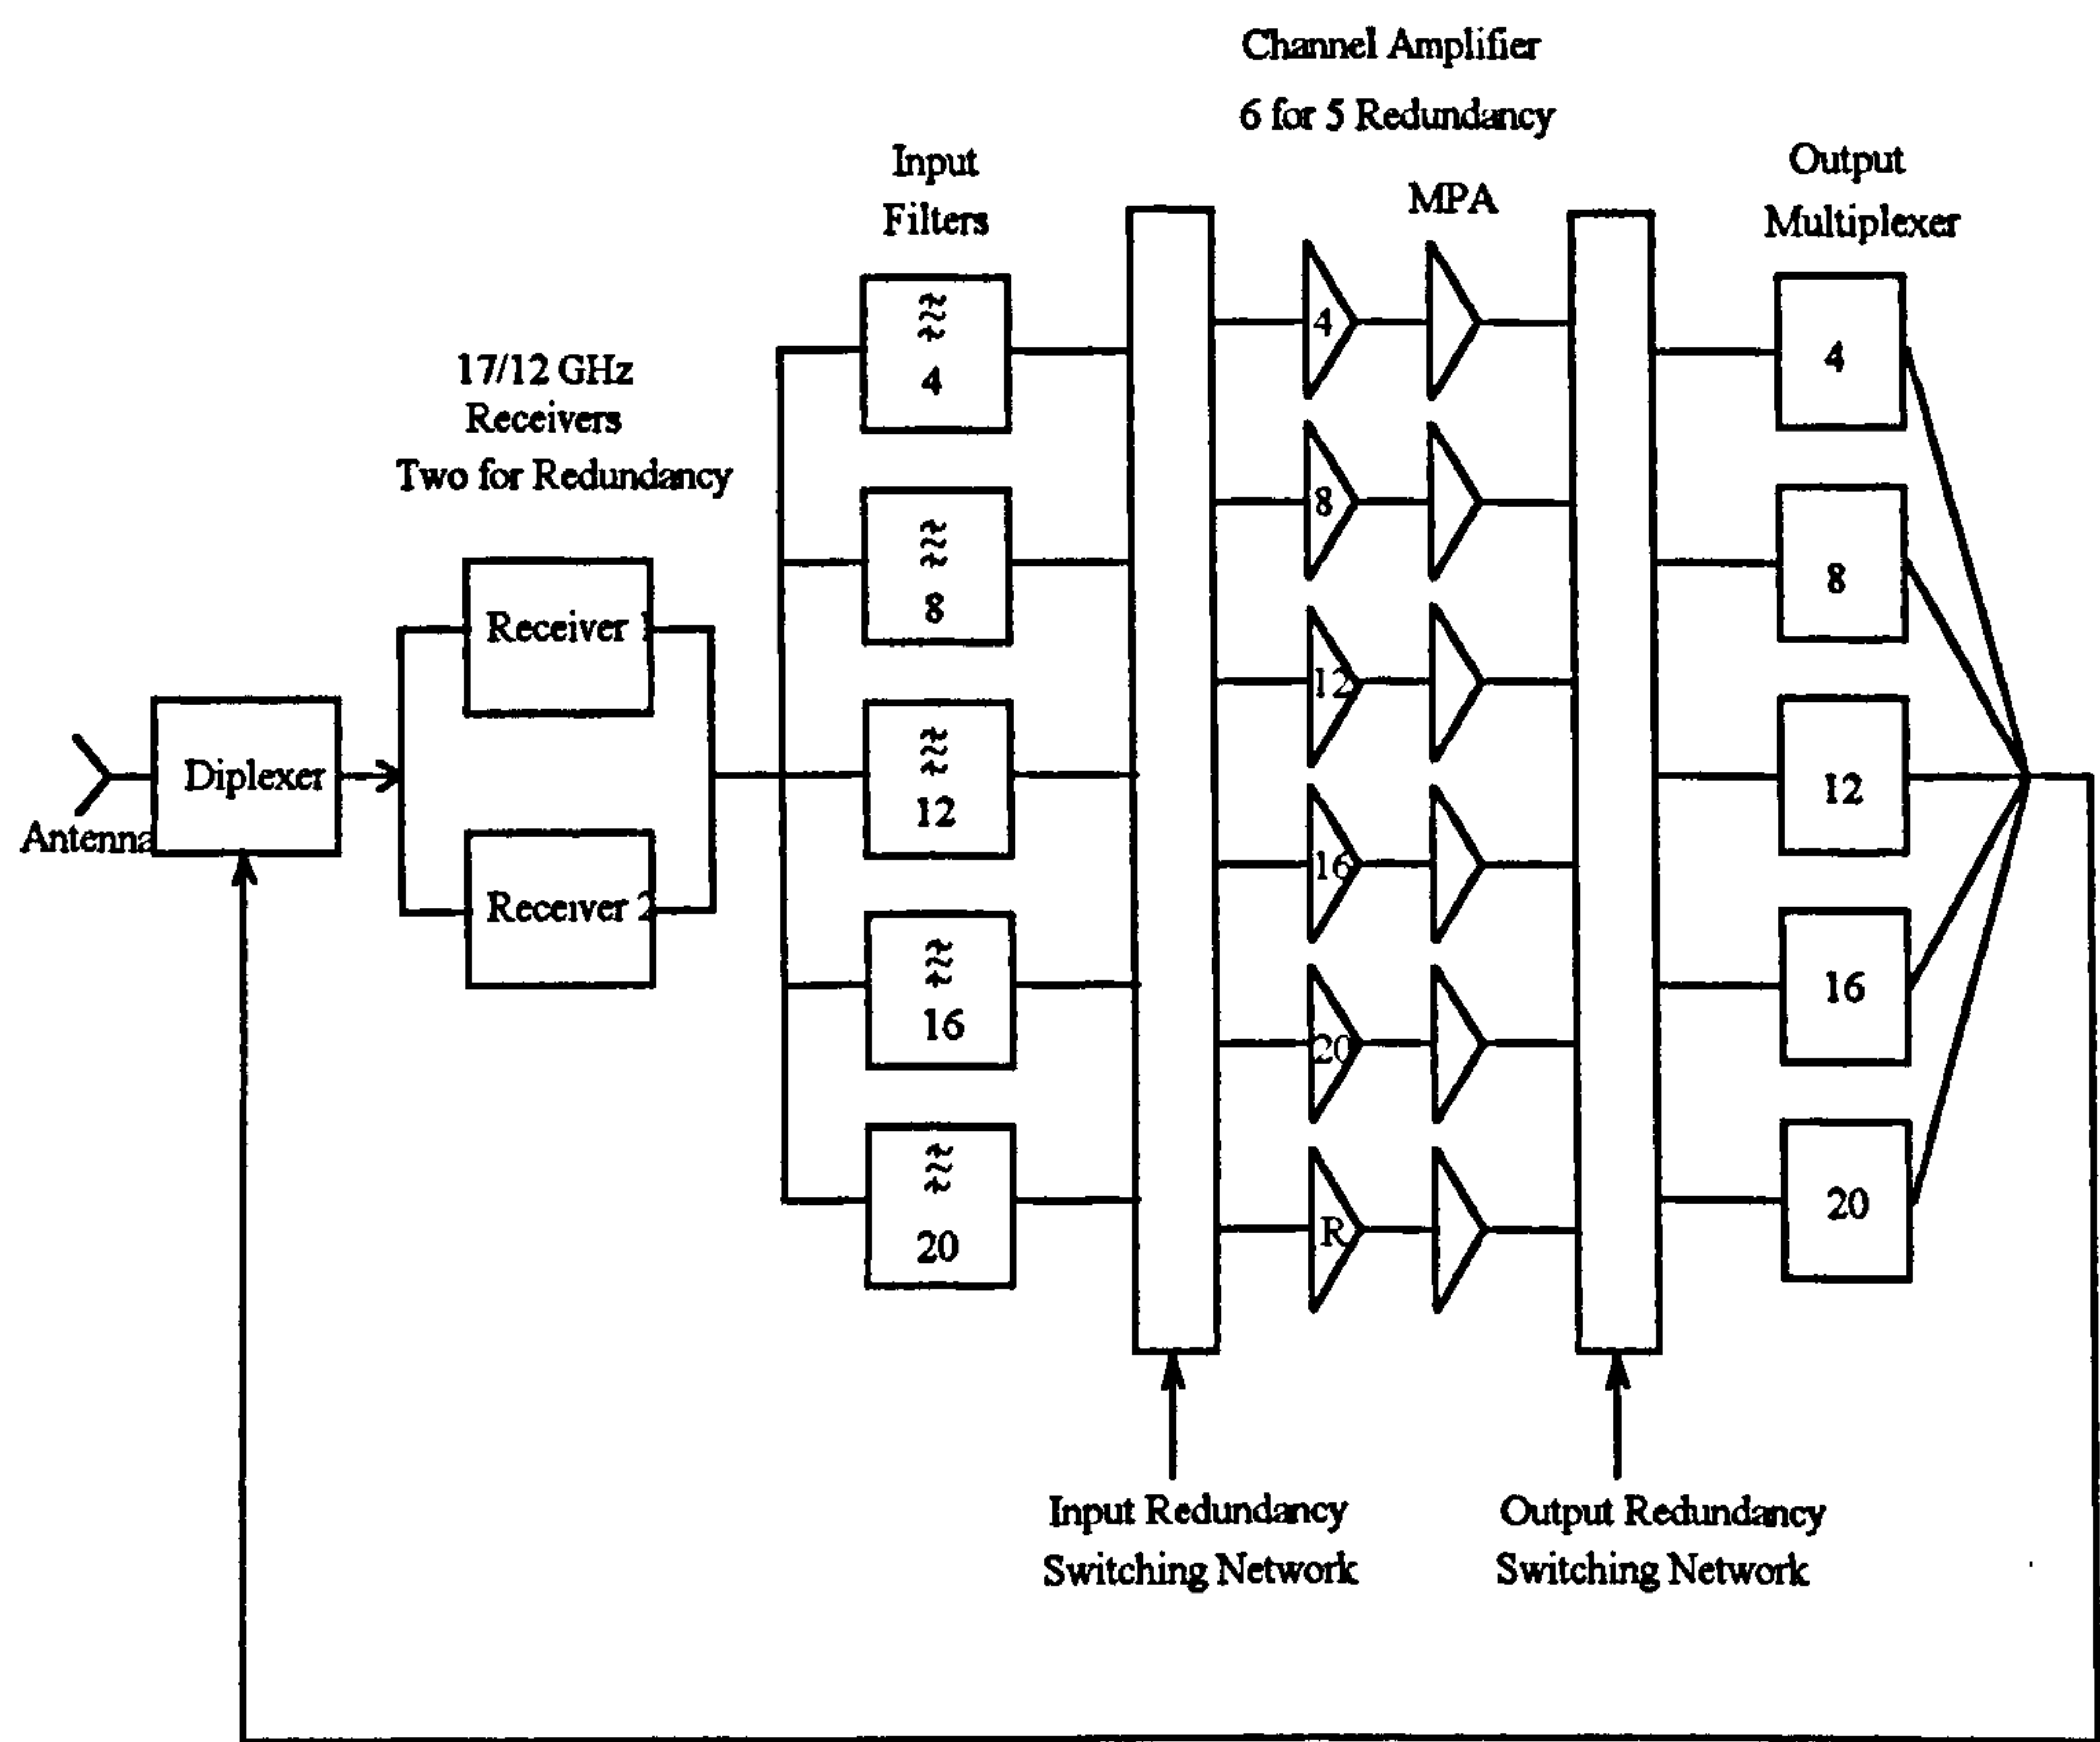 Channel Amplifier
6 for 5 Redundancy
MPA
Input
Filters
Output
Multiplexer
17/12 GHz
Receivers
Two for Redundancy
4
8
12
16
20
4
8
12
16
20
R
4
8
12
16
20
Receiver
Receiver 2
Diplexer
Antenna
Input Redundancy
Switching Network
Output Redundancy
Switching Network